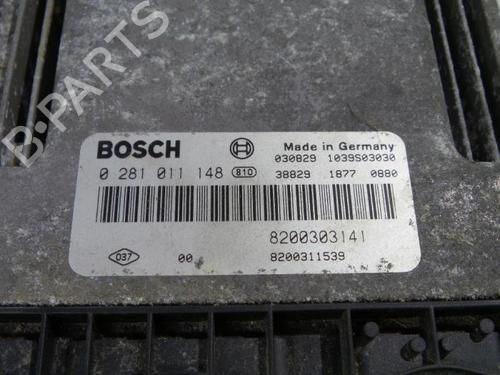 B-Parts
BOSCH Made in Germany
030829 1039S03030
0 281 011 148 810 38829 1877 0880
8200303141
037 00 8200311539